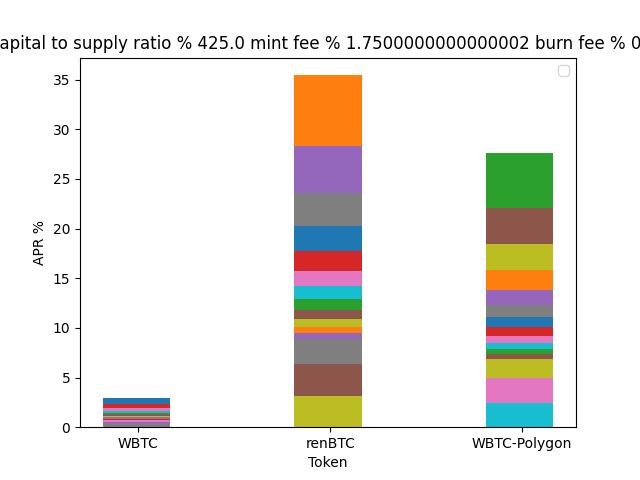 apital to supply ratio % 425.0 mint fee % 1.7500000000000002 burn fee % 0
APR %
35
30
25
20
15
10
5
0
WBTC renBTC WBTC-Polygon
Token